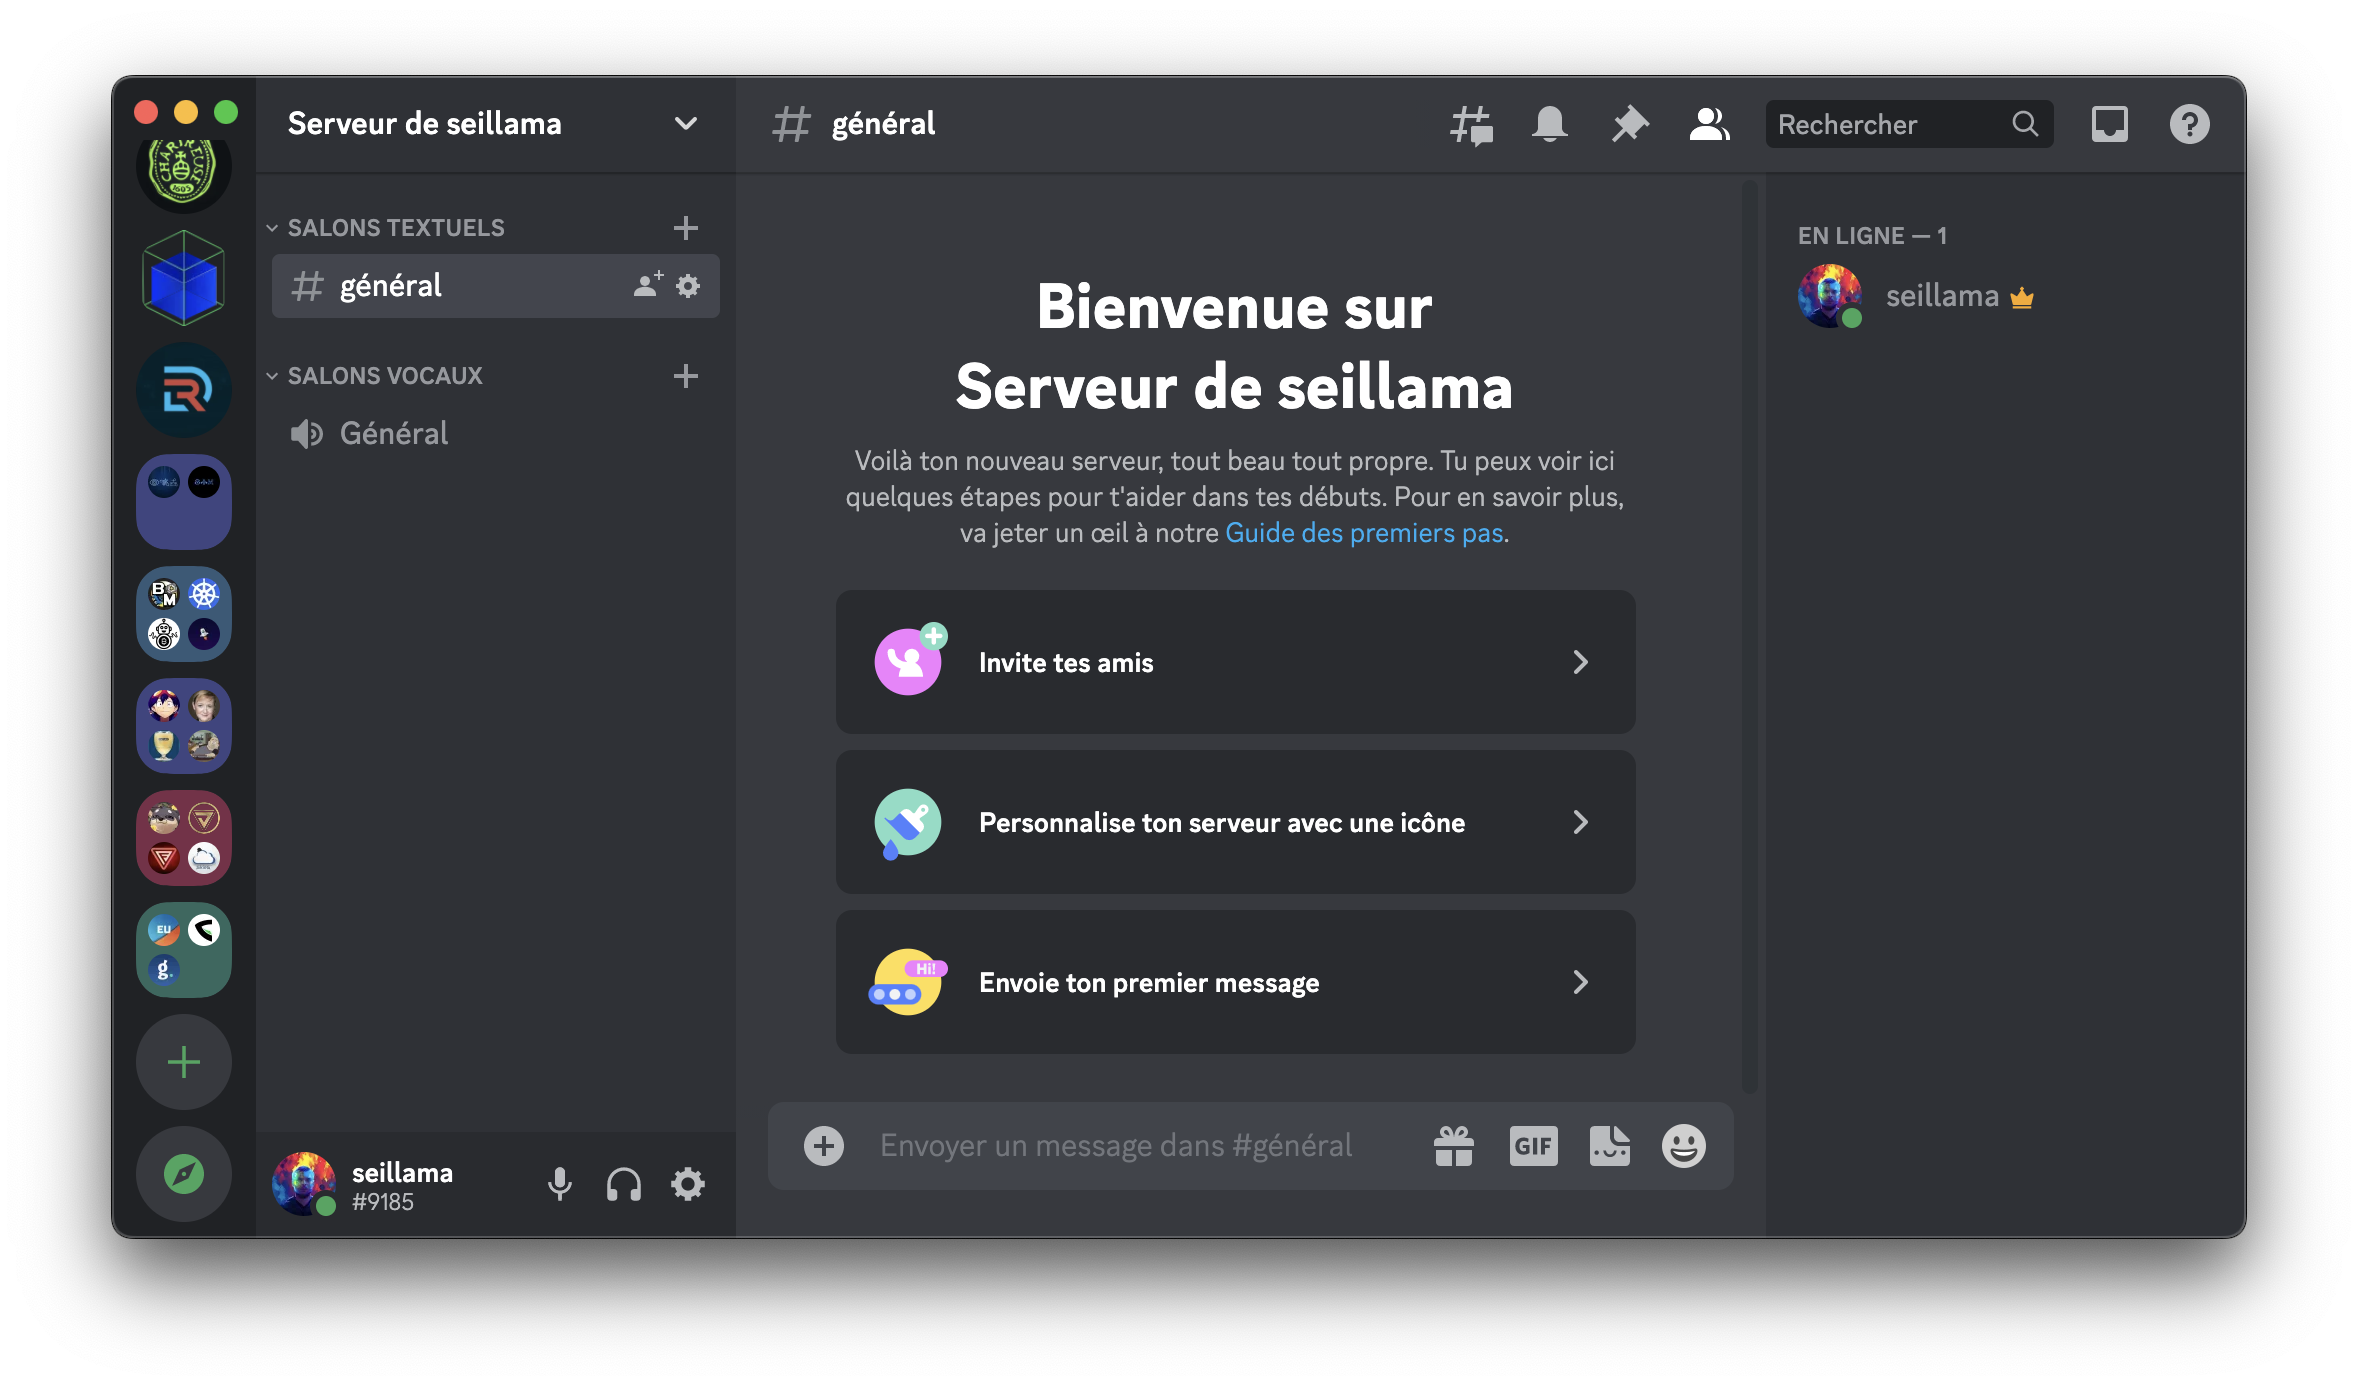 CHARTREUSE
1605
B
M
EU
g.
Serveur de seillama
SALONS TEXTUELS
général
SALONS VOCAUX
Général
seillama
#9185
général
Rechercher
Bienvenue sur
Serveur de seillama
Voilà ton nouveau serveur, tout beau tout propre. Tu peux voir ici
quelques étapes pour t'aider dans tes débuts. Pour en savoir plus,
va jeter un œil à notre Guide des premiers pas.
Invite tes amis
Personnalise ton serveur avec une icône
Hi!
Envoie ton premier message
Envoyer un message dans #général
GIF
EN LIGNE — 1
seillama